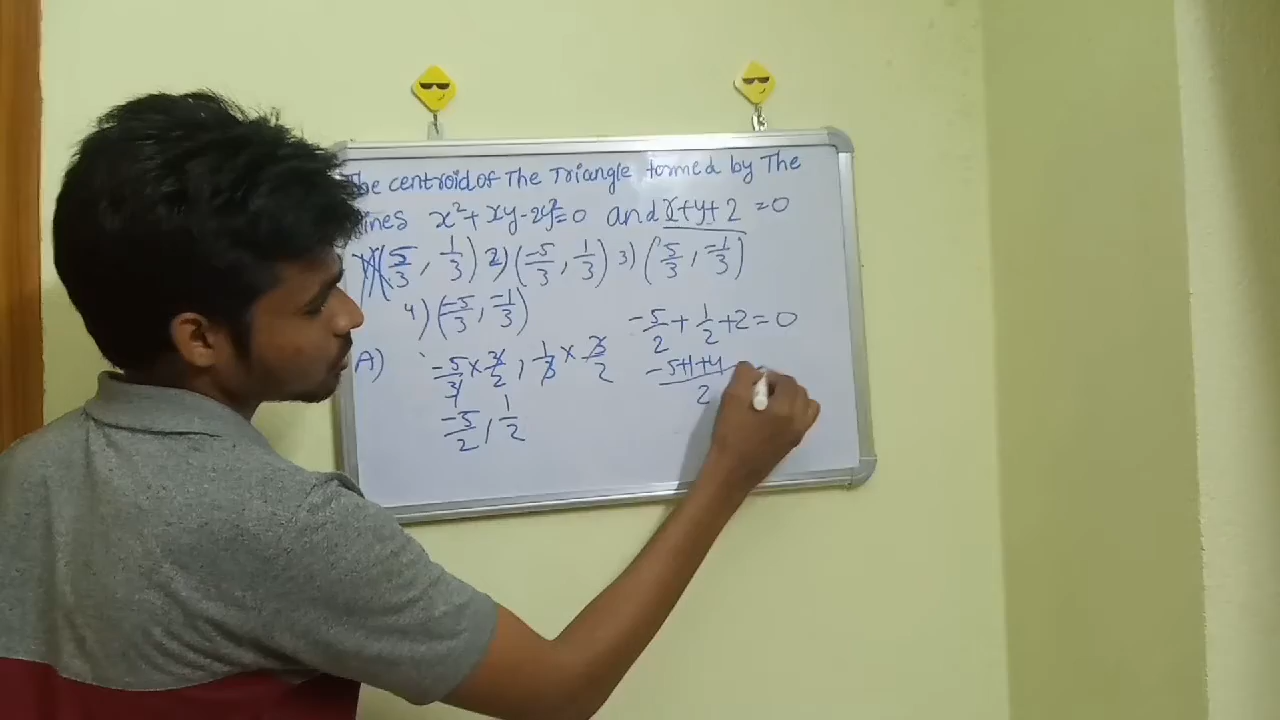 The centroid of The Triangle formed by The
lines x²+xy-2y²=0 and x+y+2 =0
1) (5/3, 1/3) 2) (-5/3, 1/3) 3) (5/3, -1/3)
4) (-5/3, -1/3)
A) -5/3 × 3/2, 1/3 × 3/2
-5/2, 1/2
-5/2 + 1/2 + 2 = 0
-5+1+4
2